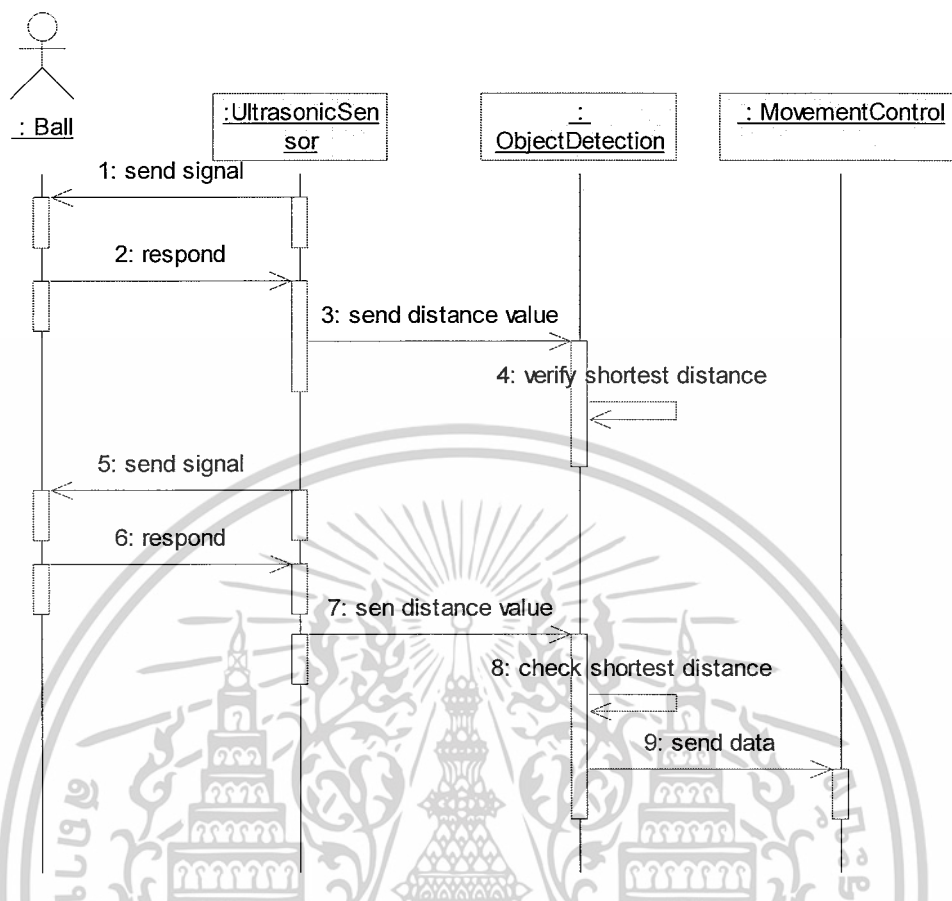 : Ball
:UltrasonicSen
sor
:
ObjectDetection
: MovementControl
1: send signal
2: respond
3: send distance value
4: verify shortest distance
5: send signal
6: respond
7: sen distance value
8: check shortest distance
9: send data